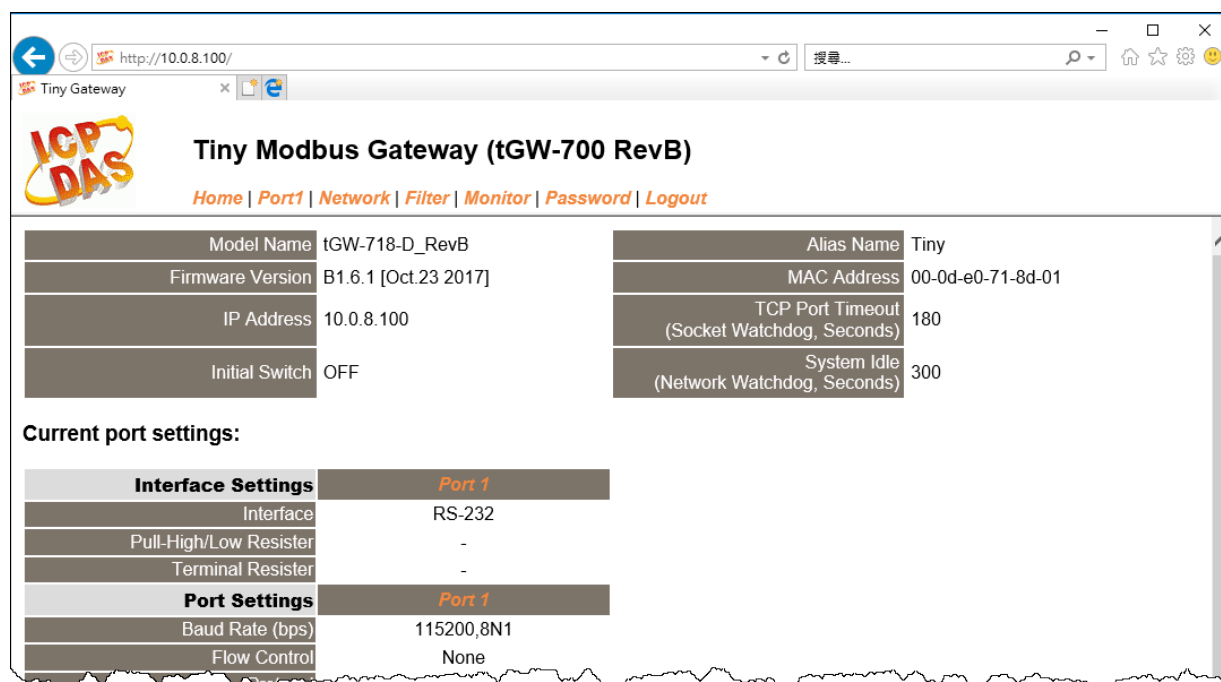 http://10.0.8.100/
搜尋...
Tiny Gateway
ICP
DAS
Tiny Modbus Gateway (tGW-700 RevB)
Home | Port1 | Network | Filter | Monitor | Password | Logout
Model Name tGW-718-D_RevB Alias Name Tiny
Firmware Version B1.6.1 [Oct.23 2017] MAC Address 00-0d-e0-71-8d-01
IP Address 10.0.8.100 TCP Port Timeout
(Socket Watchdog, Seconds) 180
Initial Switch OFF System Idle
(Network Watchdog, Seconds) 300
Current port settings:
Interface Settings Port 1
Interface RS-232
Pull-High/Low Resister -
Terminal Resister -
Port Settings Port 1
Baud Rate (bps) 115200,8N1
Flow Control None